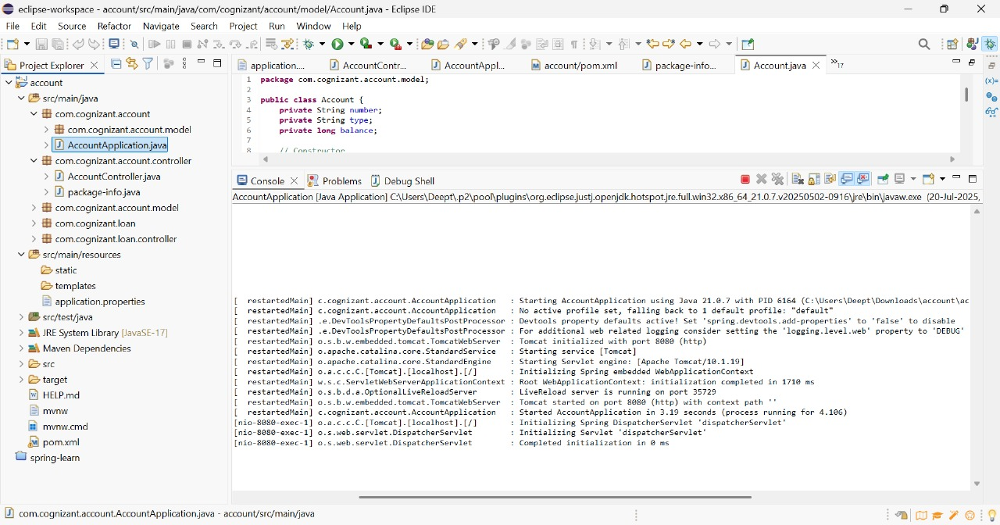 eclipse-workspace - account/src/main/java/com/cognizant/account/model/Account.java - Eclipse IDE
File Edit Source Refactor Navigate Search Project Run Window Help
Project Explorer
application....
AccountContr...
AccountAppl...
account/pom.xml
package-info...
Account.java
»17
account
src/main/java
com.cognizant.account
com.cognizant.account.model
AccountApplication.java
com.cognizant.account.controller
AccountController.java
package-info.java
com.cognizant.account.model
com.cognizant.loan
com.cognizant.loan.controller
src/main/resources
static
templates
application.properties
src/test/java
JRE System Library [JavaSE-17]
Maven Dependencies
src
target
HELP.md
mvnw
mvnw.cmd
pom.xml
spring-learn
1 package com.cognizant.account.model;
2
3 public class Account {
4 private String number;
5 private String type;
6 private long balance;
7
8 // Constructor
Console Problems Debug Shell
AccountApplication [Java Application] C:\Users\Deept\.p2\pool\plugins\org.eclipse.justj.openjdk.hotspot.jre.full.win32.x86_64_21.0.7.v20250502-0916\jre\bin\javaw.exe (20-Jul-2025,
[ restartedMain] c.cognizant.account.AccountApplication : Starting AccountApplication using Java 21.0.7 with PID 6164 (C:\Users\Deept\Downloads\account\ac
[ restartedMain] c.cognizant.account.AccountApplication : No active profile set, falling back to 1 default profile: "default"
[ restartedMain] .e.DevToolsPropertyDefaultsPostProcessor : Devtools property defaults active! Set 'spring.devtools.add-properties' to 'false' to disable
[ restartedMain] .e.DevToolsPropertyDefaultsPostProcessor : For additional web related logging consider setting the 'logging.level.web' property to 'DEBUG'
[ restartedMain] o.s.b.w.embedded.tomcat.TomcatWebServer : Tomcat initialized with port 8080 (http)
[ restartedMain] o.apache.catalina.core.StandardService : Starting service [Tomcat]
[ restartedMain] o.apache.catalina.core.StandardEngine : Starting Servlet engine: [Apache Tomcat/10.1.19]
[ restartedMain] o.a.c.c.C.[Tomcat].[localhost].[/] : Initializing Spring embedded WebApplicationContext
[ restartedMain] w.s.c.ServletWebServerApplicationContext : Root WebApplicationContext: initialization completed in 1710 ms
[ restartedMain] o.s.b.d.a.OptionalLiveReloadServer : LiveReload server is running on port 35729
[ restartedMain] o.s.b.w.embedded.tomcat.TomcatWebServer : Tomcat started on port 8080 (http) with context path ''
[ restartedMain] c.cognizant.account.AccountApplication : Started AccountApplication in 3.19 seconds (process running for 4.106)
[nio-8080-exec-1] o.a.c.c.C.[Tomcat].[localhost].[/] : Initializing Spring DispatcherServlet 'dispatcherServlet'
[nio-8080-exec-1] o.s.web.servlet.DispatcherServlet : Initializing Servlet 'dispatcherServlet'
[nio-8080-exec-1] o.s.web.servlet.DispatcherServlet : Completed initialization in 0 ms
com.cognizant.account.AccountApplication.java - account/src/main/java